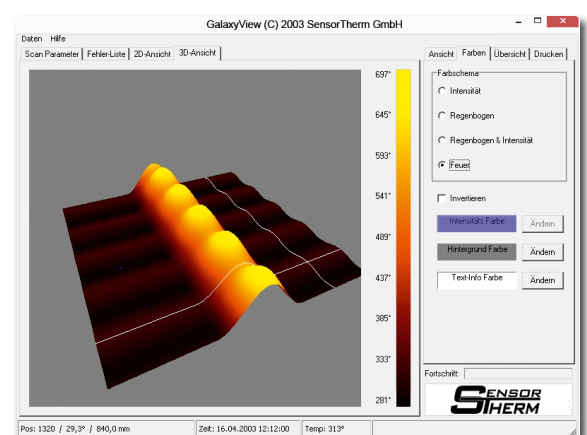 GalaxyView (C) 2003 SensorTherm GmbH
Daten Hilfe
Scan Parameter Fehler-Liste 2D-Ansicht 3D-Ansicht
Ansicht Farben Übersicht Drucken
697°
645°
593°
541°
489°
437°
385°
333°
281°
Farbschema
Intensität
Regenbogen
Regenbogen & Intensität
Feuer
Invertieren
Intensitäts Farbe Ändern
Hintergrund Farbe Ändern
Text-Info Farbe Ändern
Fortschritt:
SENSOR
THERM
Pos: 1320 / 29,3° / 840,0 mm Zeit: 16.04.2003 12:12:00 Temp: 313°